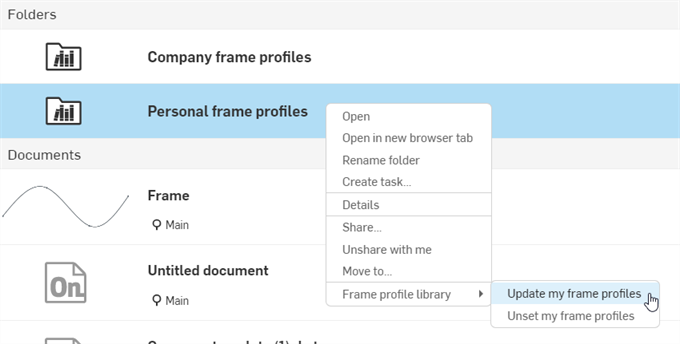 Folders
Company frame profiles
Personal frame profiles
Open
Open in new browser tab
Rename folder
Create task...
Details
Share...
Unshare with me
Move to...
Frame profile library
Update my frame profiles
Unset my frame profiles
Documents
Frame
Main
On
Untitled document
Main